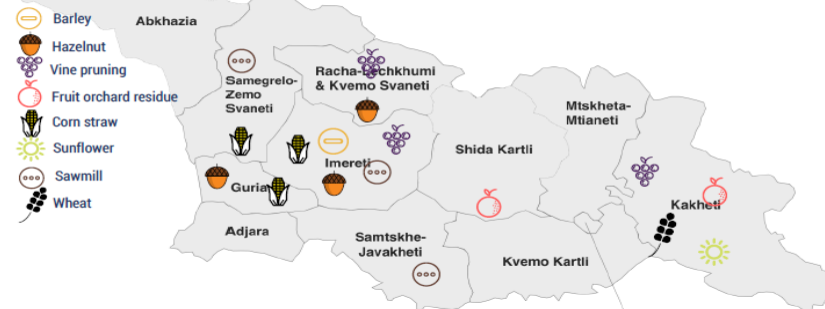 Barley
Hazelnut
Vine pruning
Fruit orchard residue
Corn straw
Sunflower
Sawmill
Wheat
Abkhazia
Samegrelo-
Zemo
Svaneti
Racha-Lechkhumi
& Kvemo Svaneti
Mtskheta-
Mtianeti
Imereti
Shida Kartli
Guria
Kakheti
Adjara
Samtskhe-
Javakheti
Kvemo Kartli